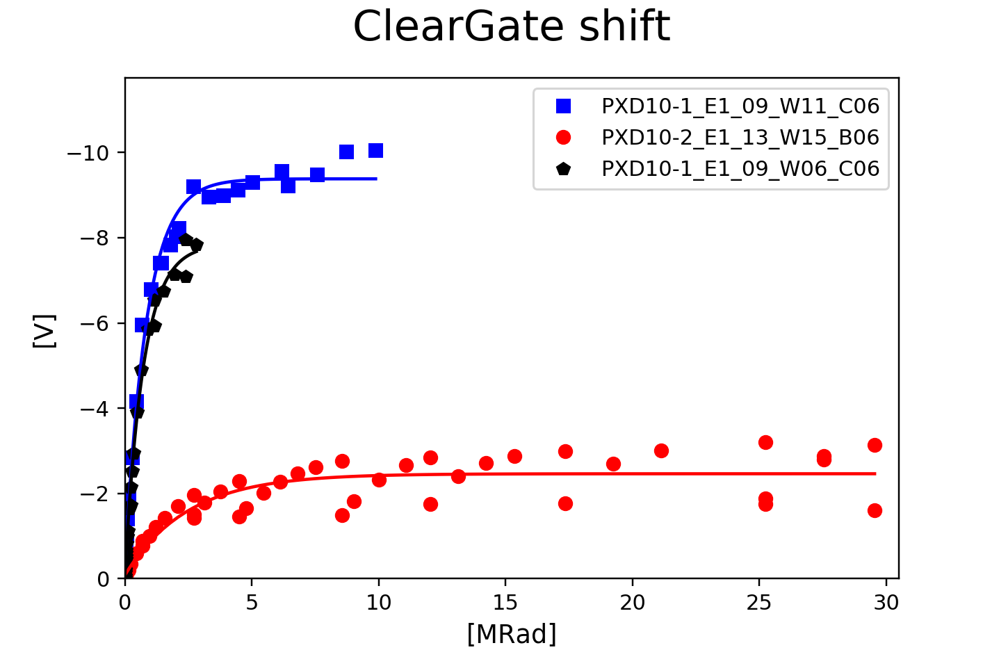 ClearGate shift
PXD10-1_E1_09_W11_C06
PXD10-2_E1_13_W15_B06
PXD10-1_E1_09_W06_C06
−10
−8
−6
−4
−2
0
[V]
0 5 10 15 20 25 30
[MRad]